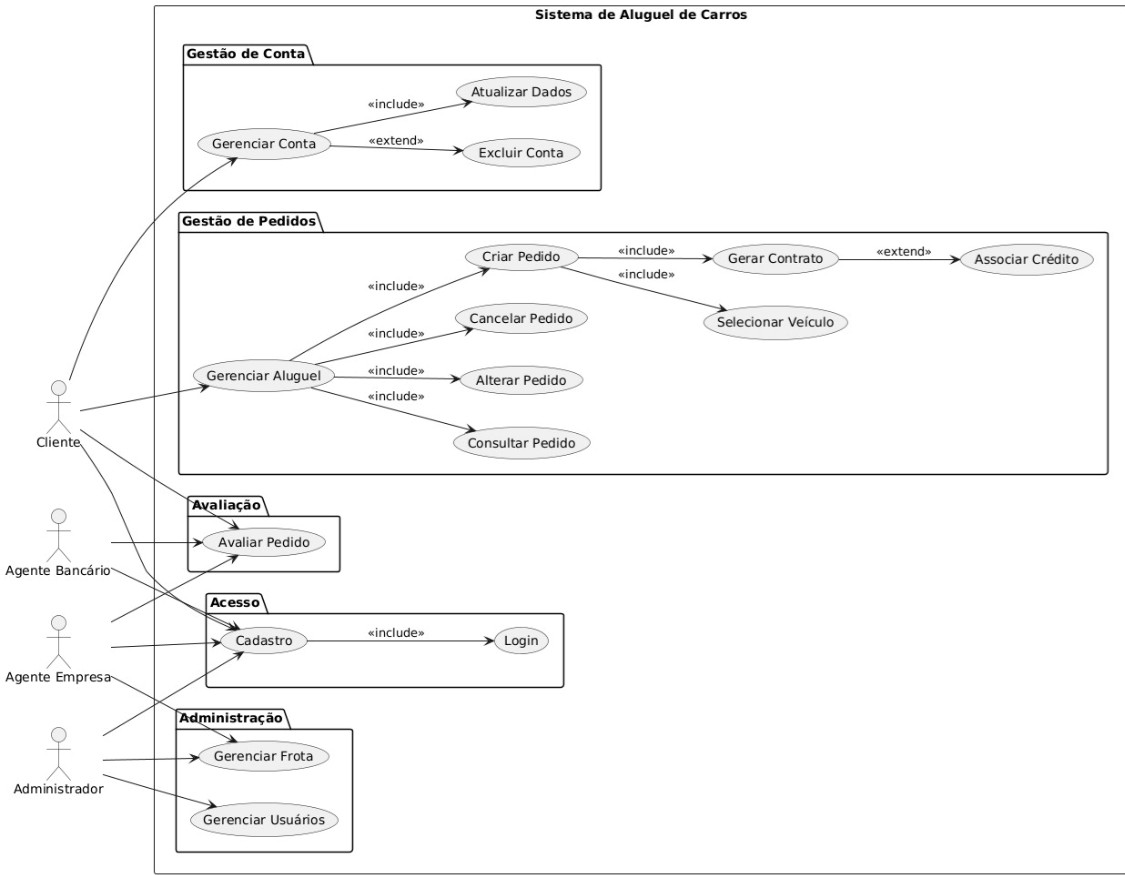 Sistema de Aluguel de Carros
Gestão de Conta
Atualizar Dados
«include»
Gerenciar Conta
«extend»
Excluir Conta
Gestão de Pedidos
Criar Pedido
«include»
Gerar Contrato
«extend»
Associar Crédito
«include»
«include»
Cancelar Pedido
Selecionar Veículo
«include»
Gerenciar Aluguel
«include»
Alterar Pedido
«include»
Consultar Pedido
Cliente
Avaliação
Avaliar Pedido
Agente Bancário
Acesso
Cadastro
«include»
Login
Agente Empresa
Administração
Gerenciar Frota
Administrador
Gerenciar Usuários